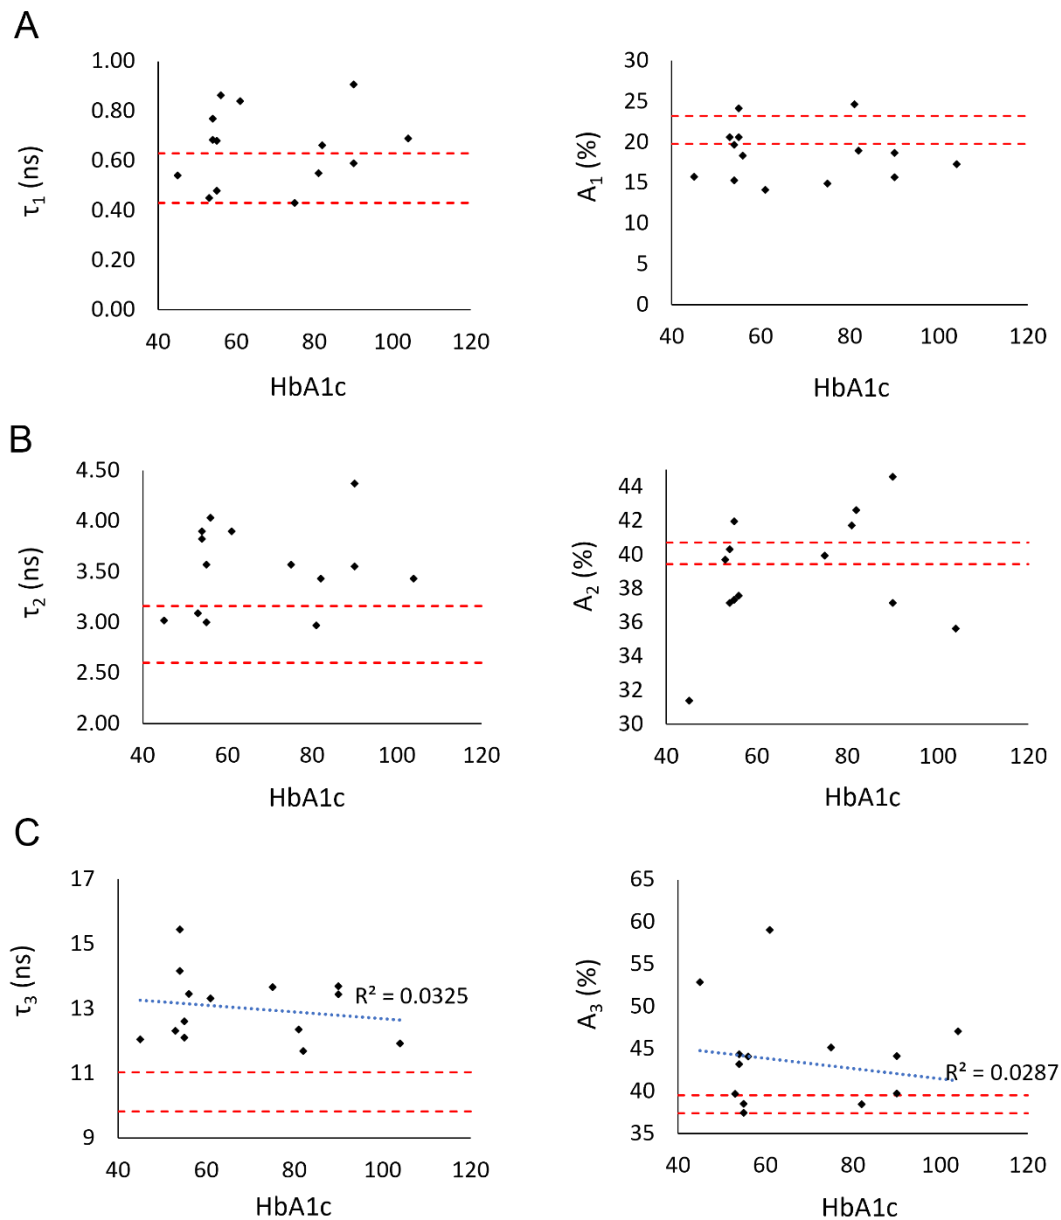 A
τ1 (ns)
1.00
0.80
0.60
0.40
0.20
0.00
40 60 80 100 120
HbA1c
A1 (%)
30
25
20
15
10
5
0
40 60 80 100 120
HbA1c
B
τ2 (ns)
4.50
4.00
3.50
3.00
2.50
2.00
40 60 80 100 120
HbA1c
A2 (%)
44
42
40
38
36
34
32
30
40 60 80 100 120
HbA1c
C
τ3 (ns)
17
15
13
11
9
R² = 0.0325
40 60 80 100 120
HbA1c
A3 (%)
65
60
55
50
45
40
35
R² = 0.0287
40 60 80 100 120
HbA1c